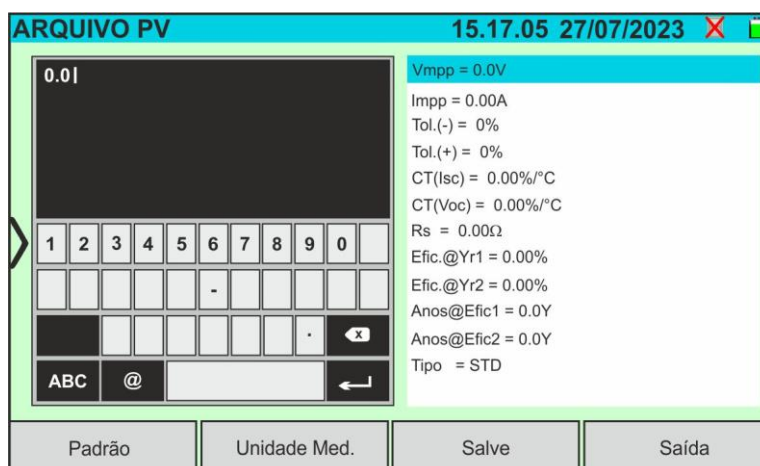 ARQUIVO PV 15.17.05 27/07/2023
0.0
1 2 3 4 5 6 7 8 9 0
-
.
x
ABC @
Vmpp = 0.0V
Impp = 0.00A
Tol.(-) = 0%
Tol.(+) = 0%
CT(Isc) = 0.00%/°C
CT(Voc) = 0.00%/°C
Rs = 0.00Ω
Efic.@Yr1 = 0.00%
Efic.@Yr2 = 0.00%
Anos@Efic1 = 0.0Y
Anos@Efic2 = 0.0Y
Tipo = STD
Padrão Unidade Med. Salve Saída